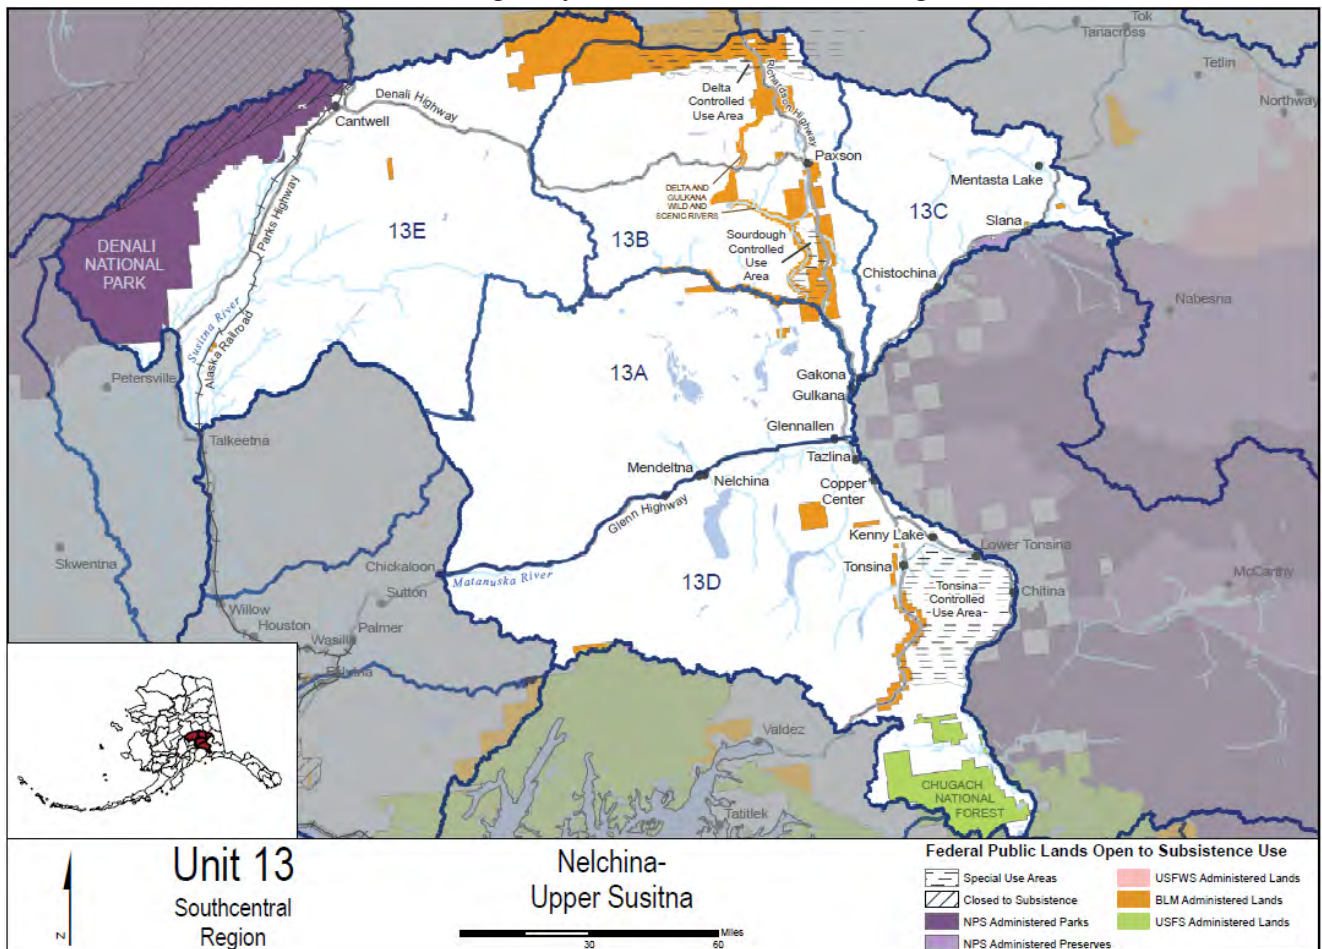 Tok
Tanacross
Tetlin
Northway
Denali Highway
Richardson Highway
Delta
Controlled
Use Area
Cantwell
Paxson
Mentasta Lake
DELTA AND
GULKANA
WILD AND
SCENIC RIVERS
13C
Slana
Parks Highway
13E
13B
Sourdough
Controlled
Use
Area
DENALI
NATIONAL
PARK
Chistochina
Nabesna
Susitna River
Alaska Railroad
Petersville
13A
Gakona
Gulkana
Glennallen
Talkeetna
Tazlina
Mendeltna
Nelchina
Copper
Center
Glenn Highway
Kenny Lake
Lower Tonsina
Skwentna
Chickaloon
Matanuska River
13D
Tonsina
McCarthy
Sutton
Tonsina
Controlled
Use Area
Chitina
Willow
Houston
Palmer
Valdez
CHUGACH
NATIONAL
FOREST
Tatitlek
N
Unit 13
Southcentral
Region
Nelchina-
Upper Susitna
Miles
30
60
Federal Public Lands Open to Subsistence Use
Special Use Areas
Closed to Subsistence
NPS Administered Parks
NPS Administered Preserves
USFWS Administered Lands
BLM Administered Lands
USFS Administered Lands